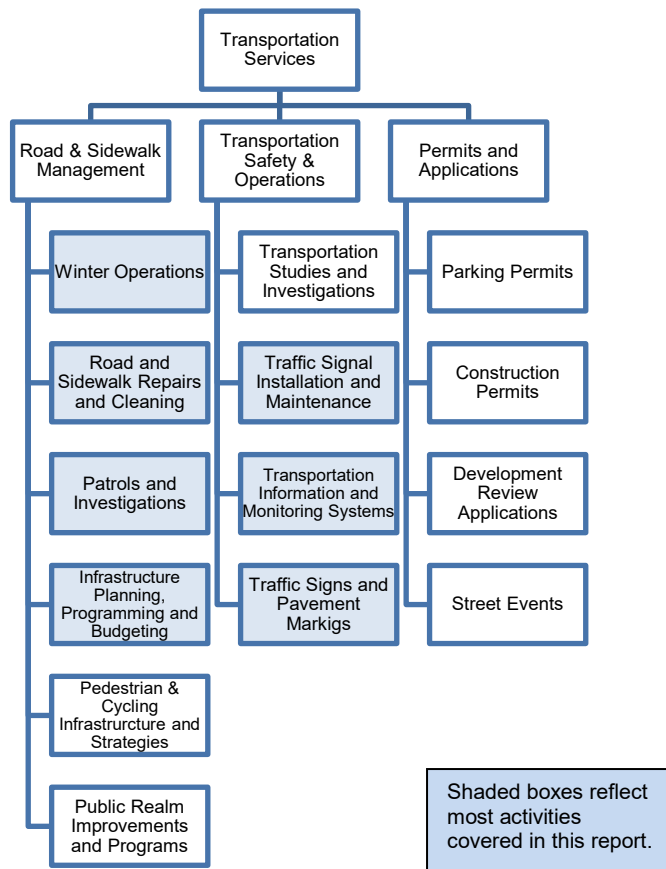 Transportation
Services
Road & Sidewalk
Management
Transportation
Safety &
Operations
Permits and
Applications
Winter Operations
Transportation
Studies and
Investigations
Parking Permits
Road and
Sidewalk Repairs
and Cleaning
Traffic Signal
Installation and
Maintenance
Construction
Permits
Patrols and
Investigations
Transportation
Information and
Monitoring Systems
Development
Review
Applications
Infrastructure
Planning,
Programming and
Budgeting
Traffic Signs and
Pavement
Markigs
Street Events
Pedestrian &
Cycling
Infrastrurcture and
Strategies
Public Realm
Improvements
and Programs
Shaded boxes reflect
most activities
covered in this report.